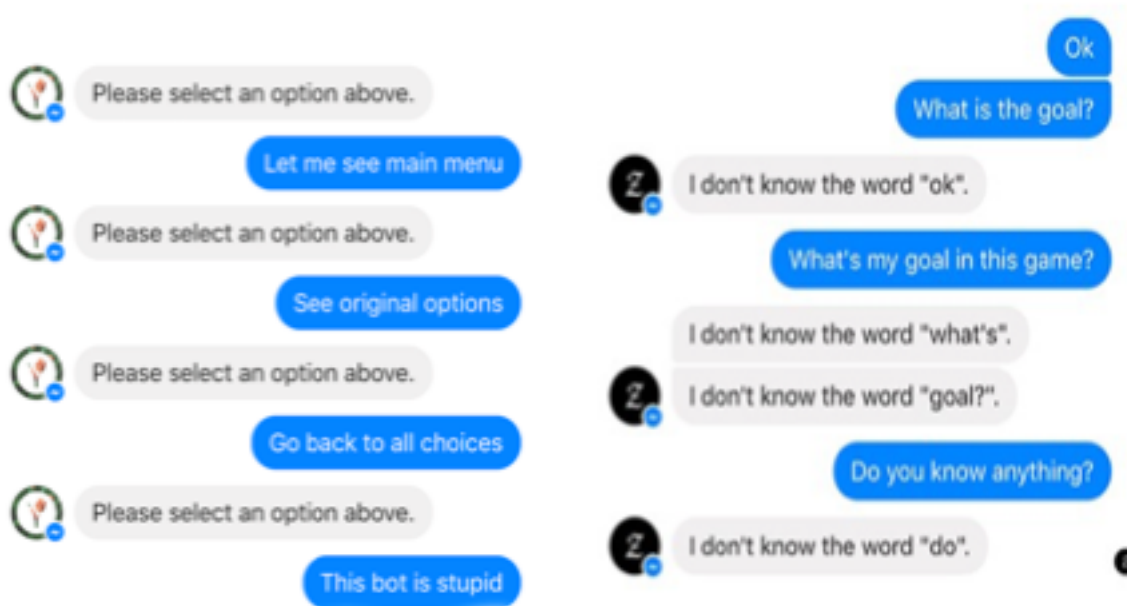 Please select an option above.
Let me see main menu
Please select an option above.
See original options
Please select an option above.
Go back to all choices
Please select an option above.
This bot is stupid
Ok
What is the goal?
I don't know the word "ok".
What's my goal in this game?
I don't know the word "what's".
I don't know the word "goal?".
Do you know anything?
I don't know the word "do".